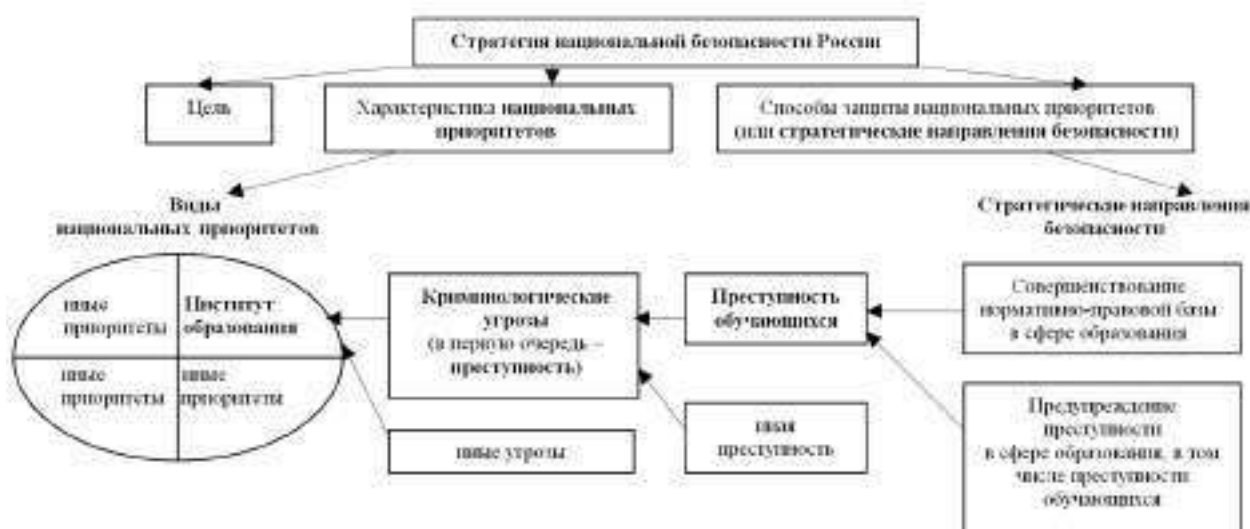 Стратегия национальной безопасности России
Цель
Характеристика национальных
приоритетов
Способы защиты национальных приоритетов
(или стратегические направления безопасности)
Виды
национальных приоритетов
Стратегические направления
безопасности
иные
приоритеты
Институт
образования
иные
приоритеты
иные
приоритеты
Криминологические
угрозы
(в первую очередь –
преступность)
иные угрозы
Преступность
обучающихся
иная
преступность
Совершенствование
нормативно-правовой базы
в сфере образования
Предупреждение
преступности
в сфере образования, в том
числе преступности
обучающихся